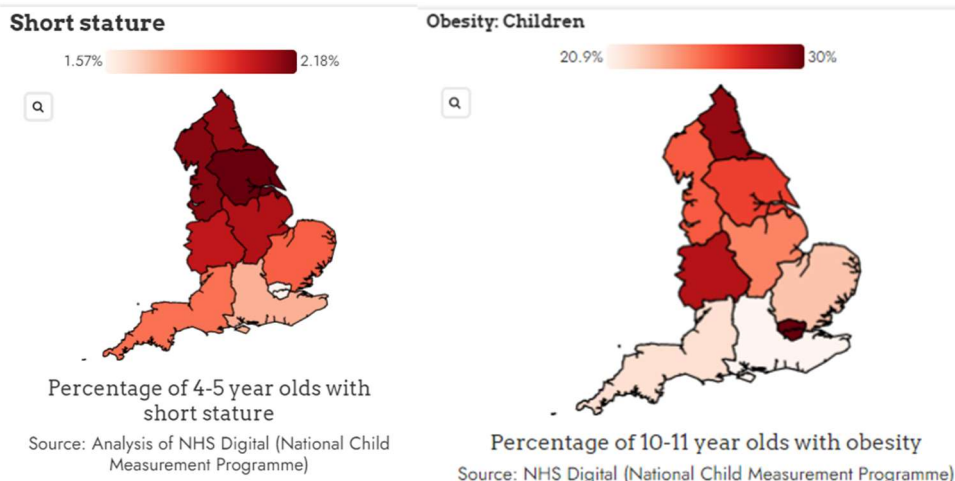 Short stature
1.57% 2.18%
Percentage of 4-5 year olds with
short stature
Source: Analysis of NHS Digital (National Child
Measurement Programme)
Obesity: Children
20.9% 30%
Percentage of 10-11 year olds with obesity
Source: NHS Digital (National Child Measurement Programme)